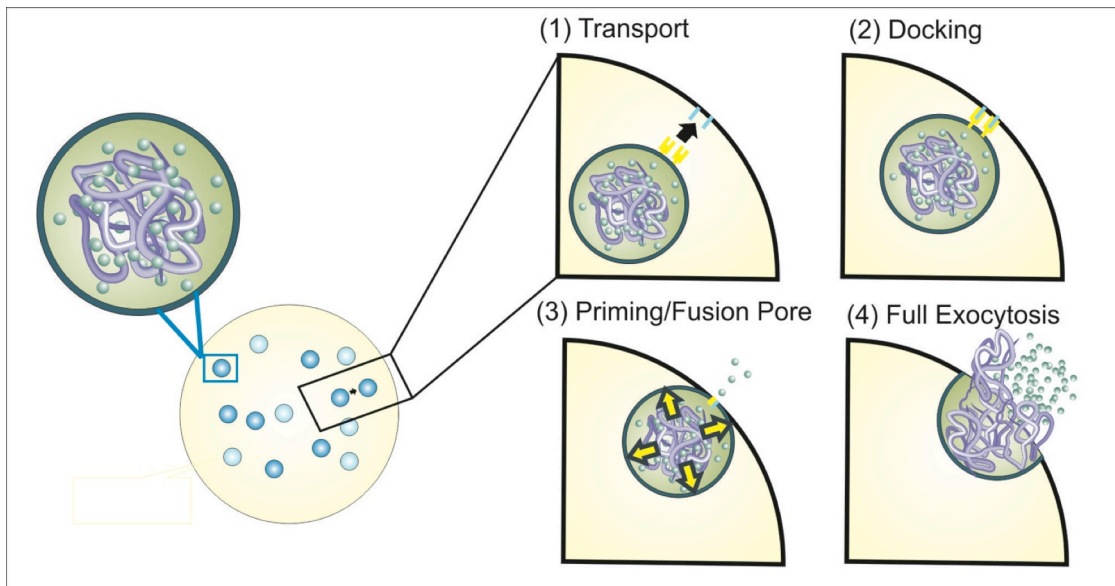 (1) Transport
(2) Docking
(3) Priming/Fusion Pore
(4) Full Exocytosis